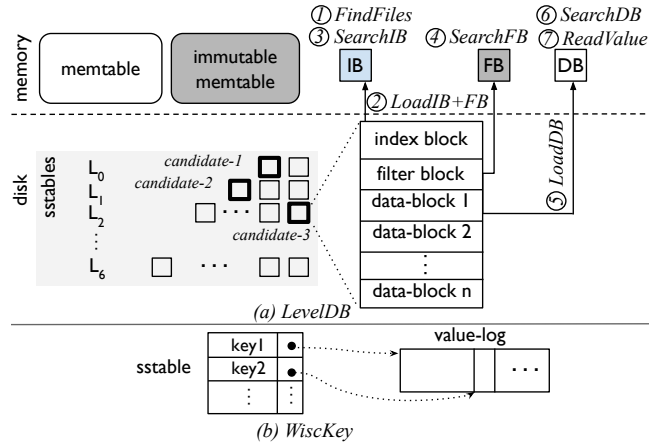 ① FindFiles
③ SearchIB
④ SearchFB
⑥ SearchDB
⑦ ReadValue
memory
memtable
immutable
memtable
IB
FB
DB
② LoadIB+FB
⑤ LoadDB
disk
sstables
L0
L1
L2
⋮
L6
candidate-1
candidate-2
candidate-3
...
...
index block
filter block
data-block 1
data-block 2
⋮
data-block n
(a) LevelDB
sstable
key1
key2
⋮
⋮
value-log
...
(b) WiscKey